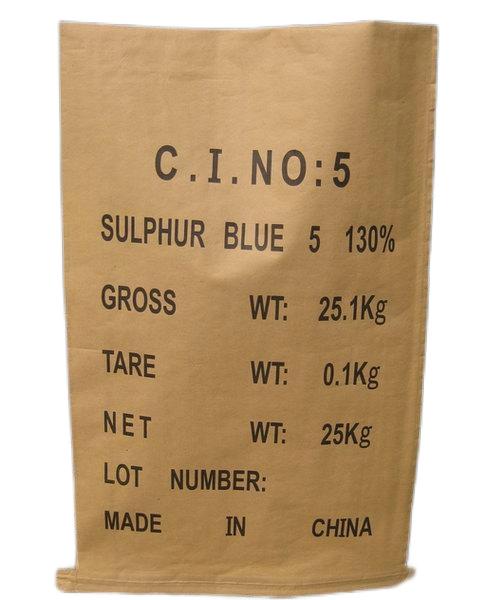 C.I.NO:5
SULPHUR BLUE 5 130%
GROSS WT: 25.1Kg
TARE WT: 0.1Kg
NET WT: 25Kg
LOT NUMBER:
MADE IN CHINA